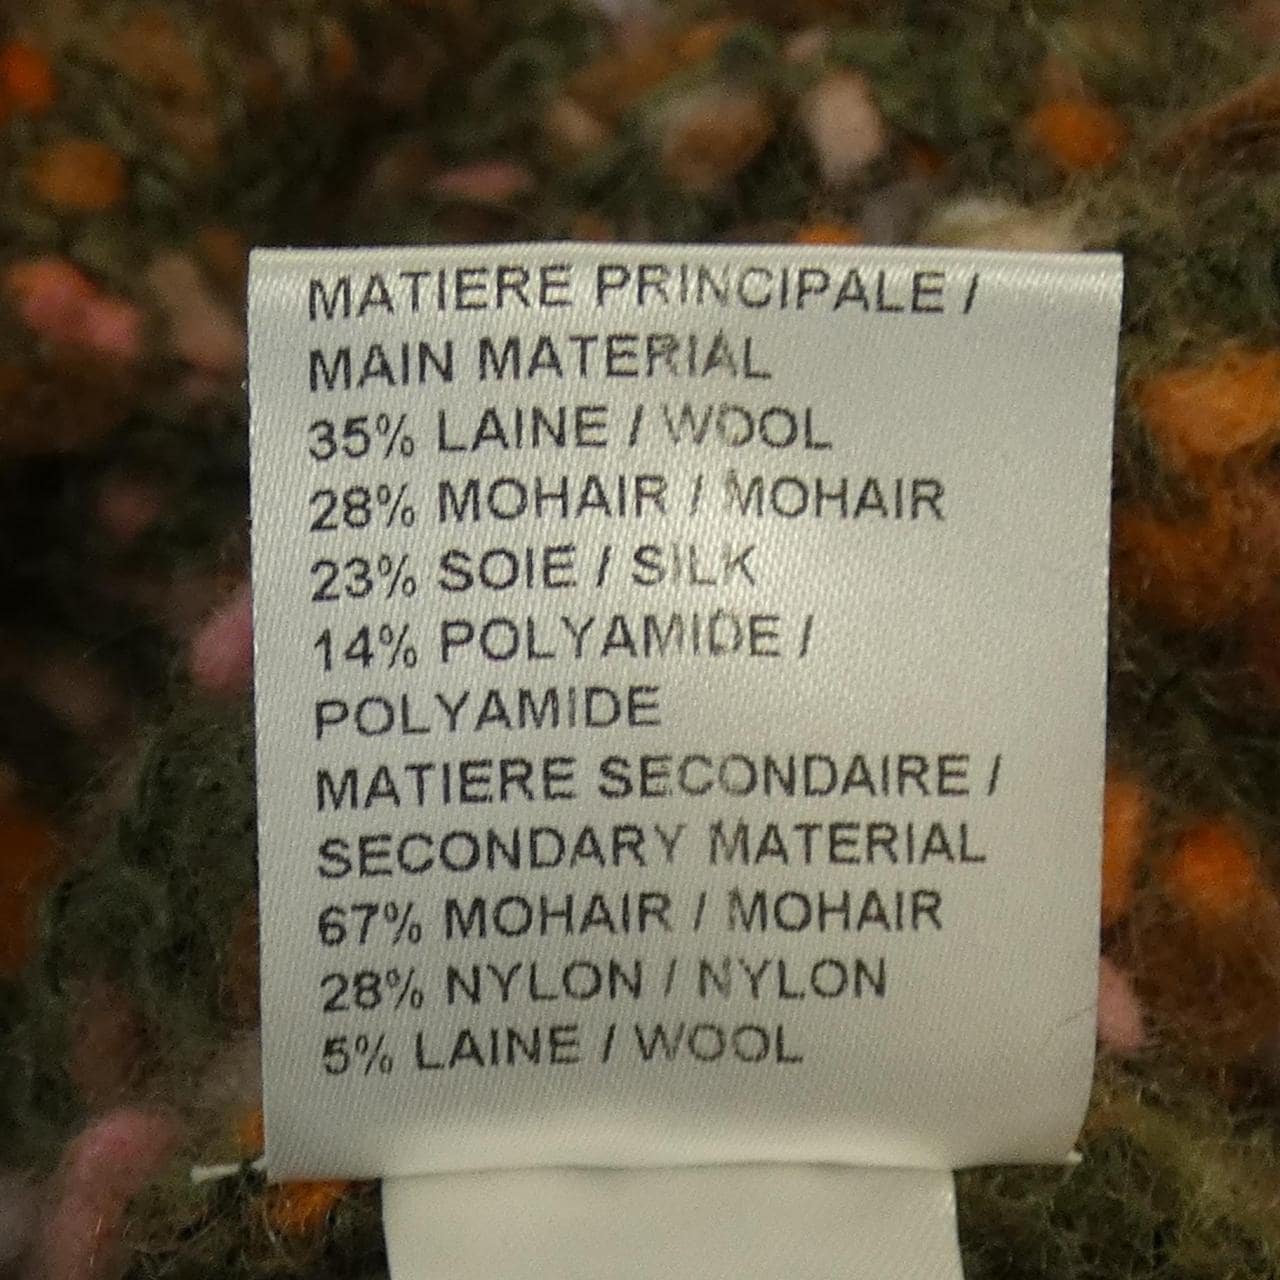 MATIERE PRINCIPALE /
MAIN MATERIAL
35% LAINE / WOOL
28% MOHAIR / MOHAIR
23% SOIE / SILK
14% POLYAMIDE /
POLYAMIDE
MATIERE SECONDAIRE /
SECONDARY MATERIAL
67% MOHAIR / MOHAIR
28% NYLON / NYLON
5% LAINE / WOOL